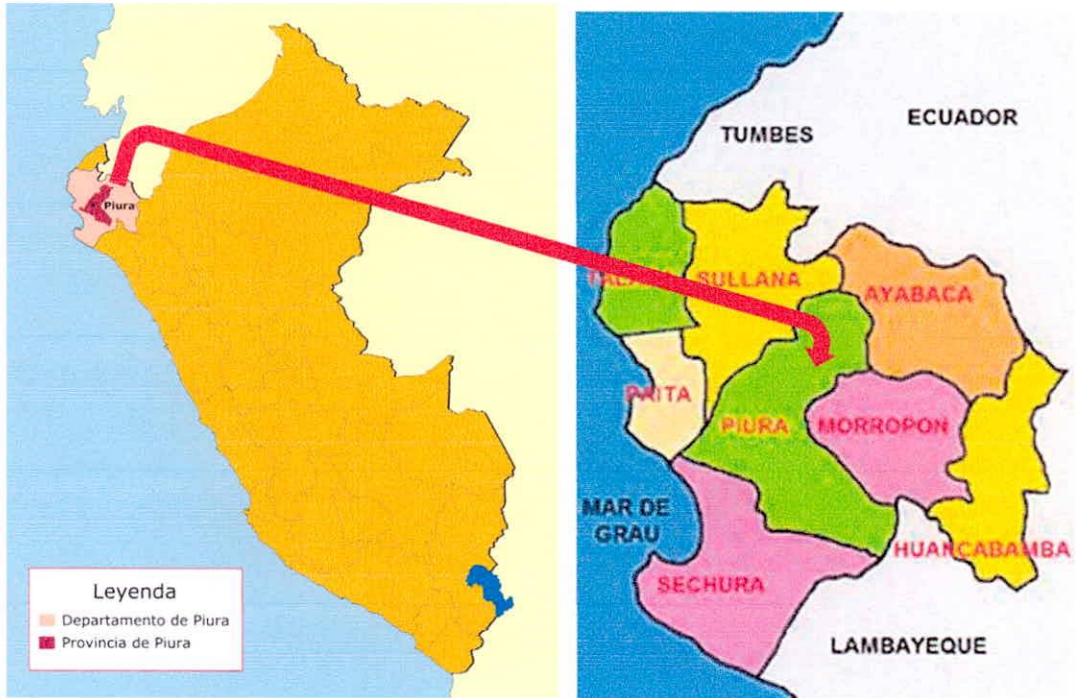 Piura
Leyenda
Departamento de Piura
Provincia de Piura
ECUADOR
TUMBES
TALARA
SULLANA
AYABACA
PAITA
PIURA
MORROPON
MAR DE
GRAU
HUANCABAMBA
SECHURA
LAMBAYEQUE